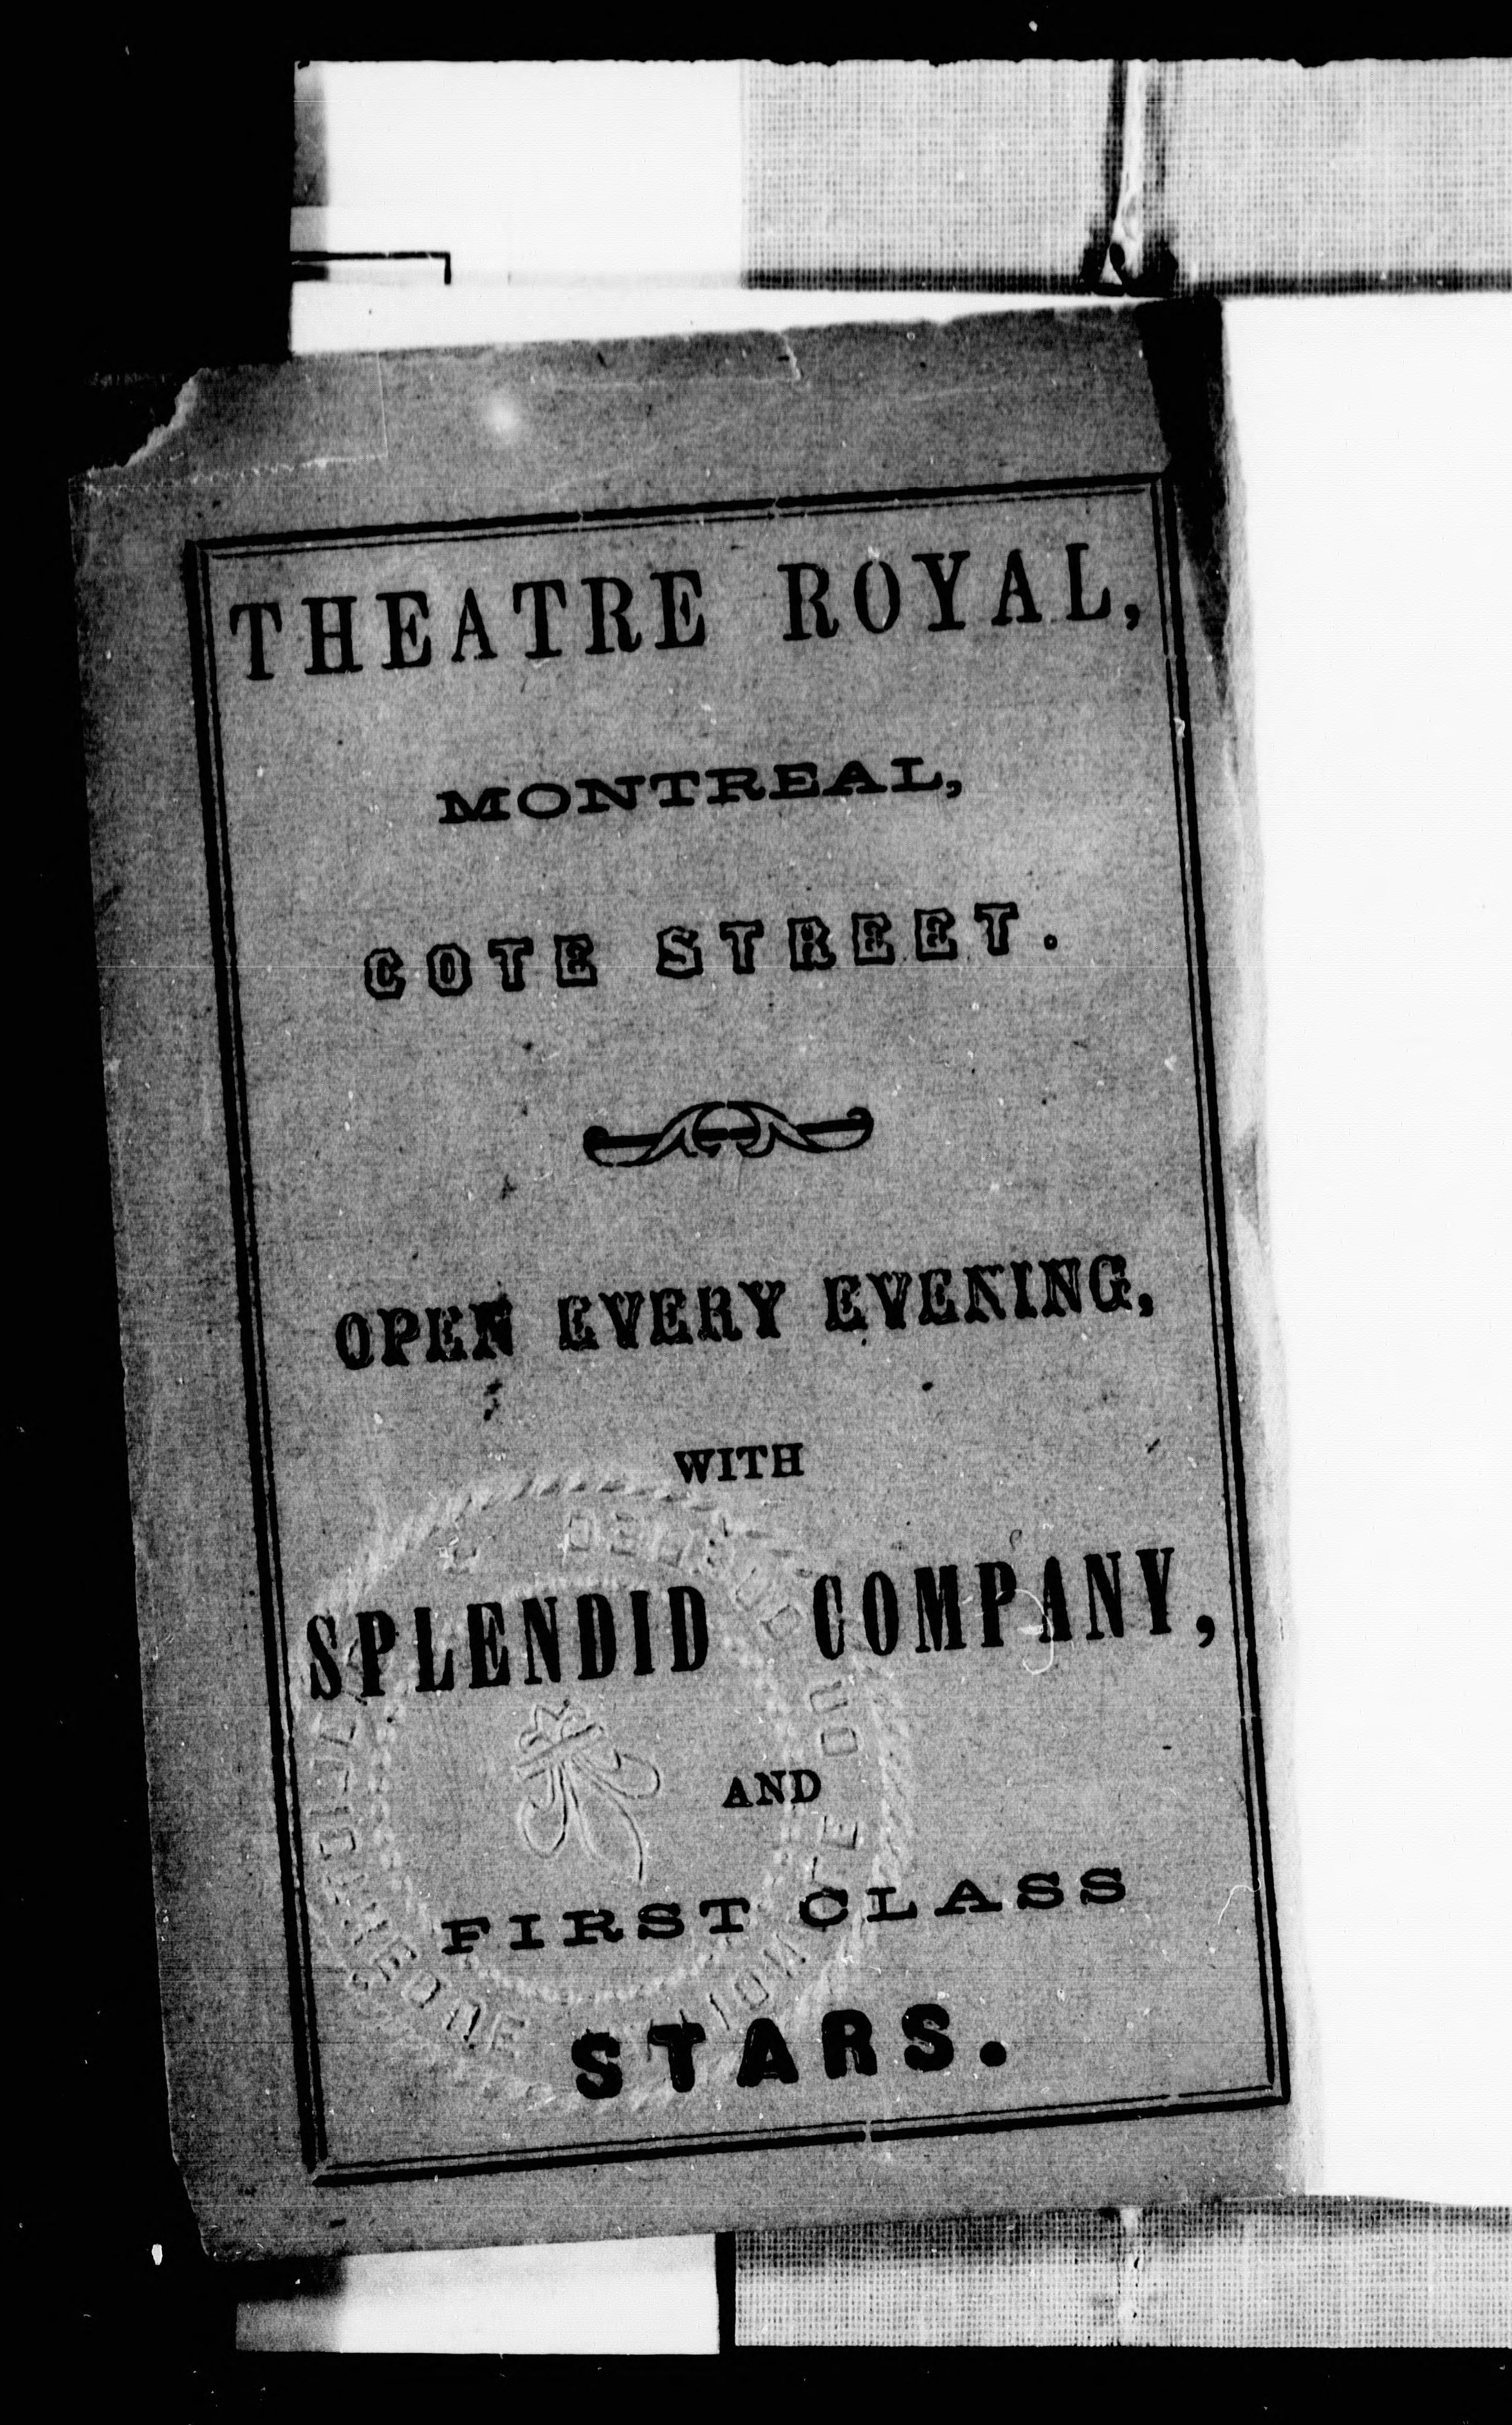 THEATRE ROYAL,
MONTREAL,
COTE STREET.
OPEN EVERY EVENING,
WITH
SPLENDID COMPANY,
AND
FIRST CLASS
STARS.